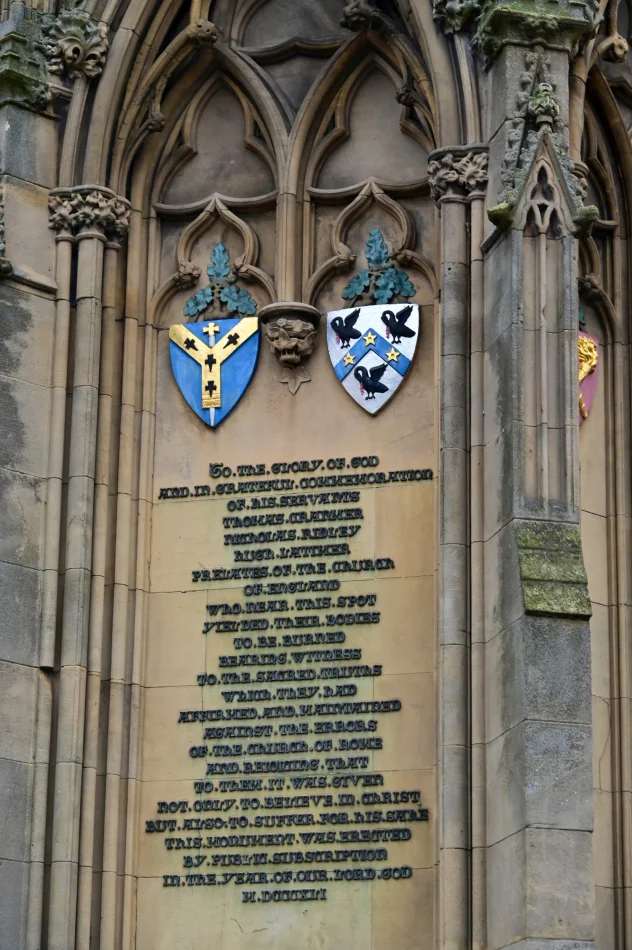 TO.THE.GLORY.OF.GOD
AND.IN.GRATEFUL.COMMEMORATION
OF.HIS.SERVANTS
THOMAS.CRANMER
NICHOLAS.RIDLEY
HUGH.LATIMER
PRELATES.OF.THE.CHURCH
OF.ENGLAND
WHO.NEAR.THIS.SPOT
YIELDED.THEIR.BODIES
TO.BE.BURNED
BEARING.WITNESS
TO.THE.SACRED.TRUTHS
WHICH.THEY.HAD
AFFIRMED.AND.MAINTAINED
AGAINST.THE.ERRORS
OF.THE.CHURCH.OF.ROME
AND.REJOICING.THAT
TO.THEM.IT.WAS.GIVEN
NOT.ONLY.TO.BELIEVE.IN.CHRIST
BUT.ALSO.TO.SUFFER.FOR.HIS.SAKE
THIS.MONUMENT.WAS.ERECTED
BY.PUBLIC.SUBSCRIPTION
IN.THE.YEAR.OF.OUR.LORD.GOD
M.DCCCXLI